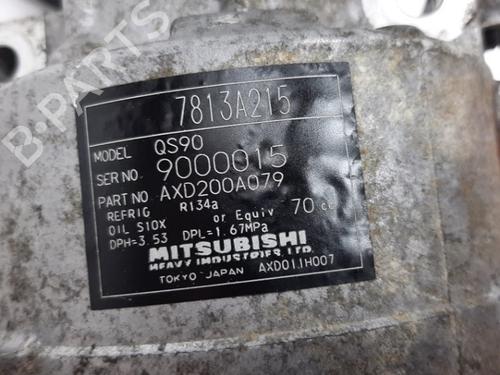 7813A215
MODEL QS90
SER NO. 9000015
PART NO AXD200A079
REFRIG R134a
OIL S10X or Equiv 70 cc
DPH=3.53 DPL=1.67MPa
MITSUBISHI
HEAVY INDUSTRIES, LTD.
TOKYO JAPAN AXD011H007
B-PARTS